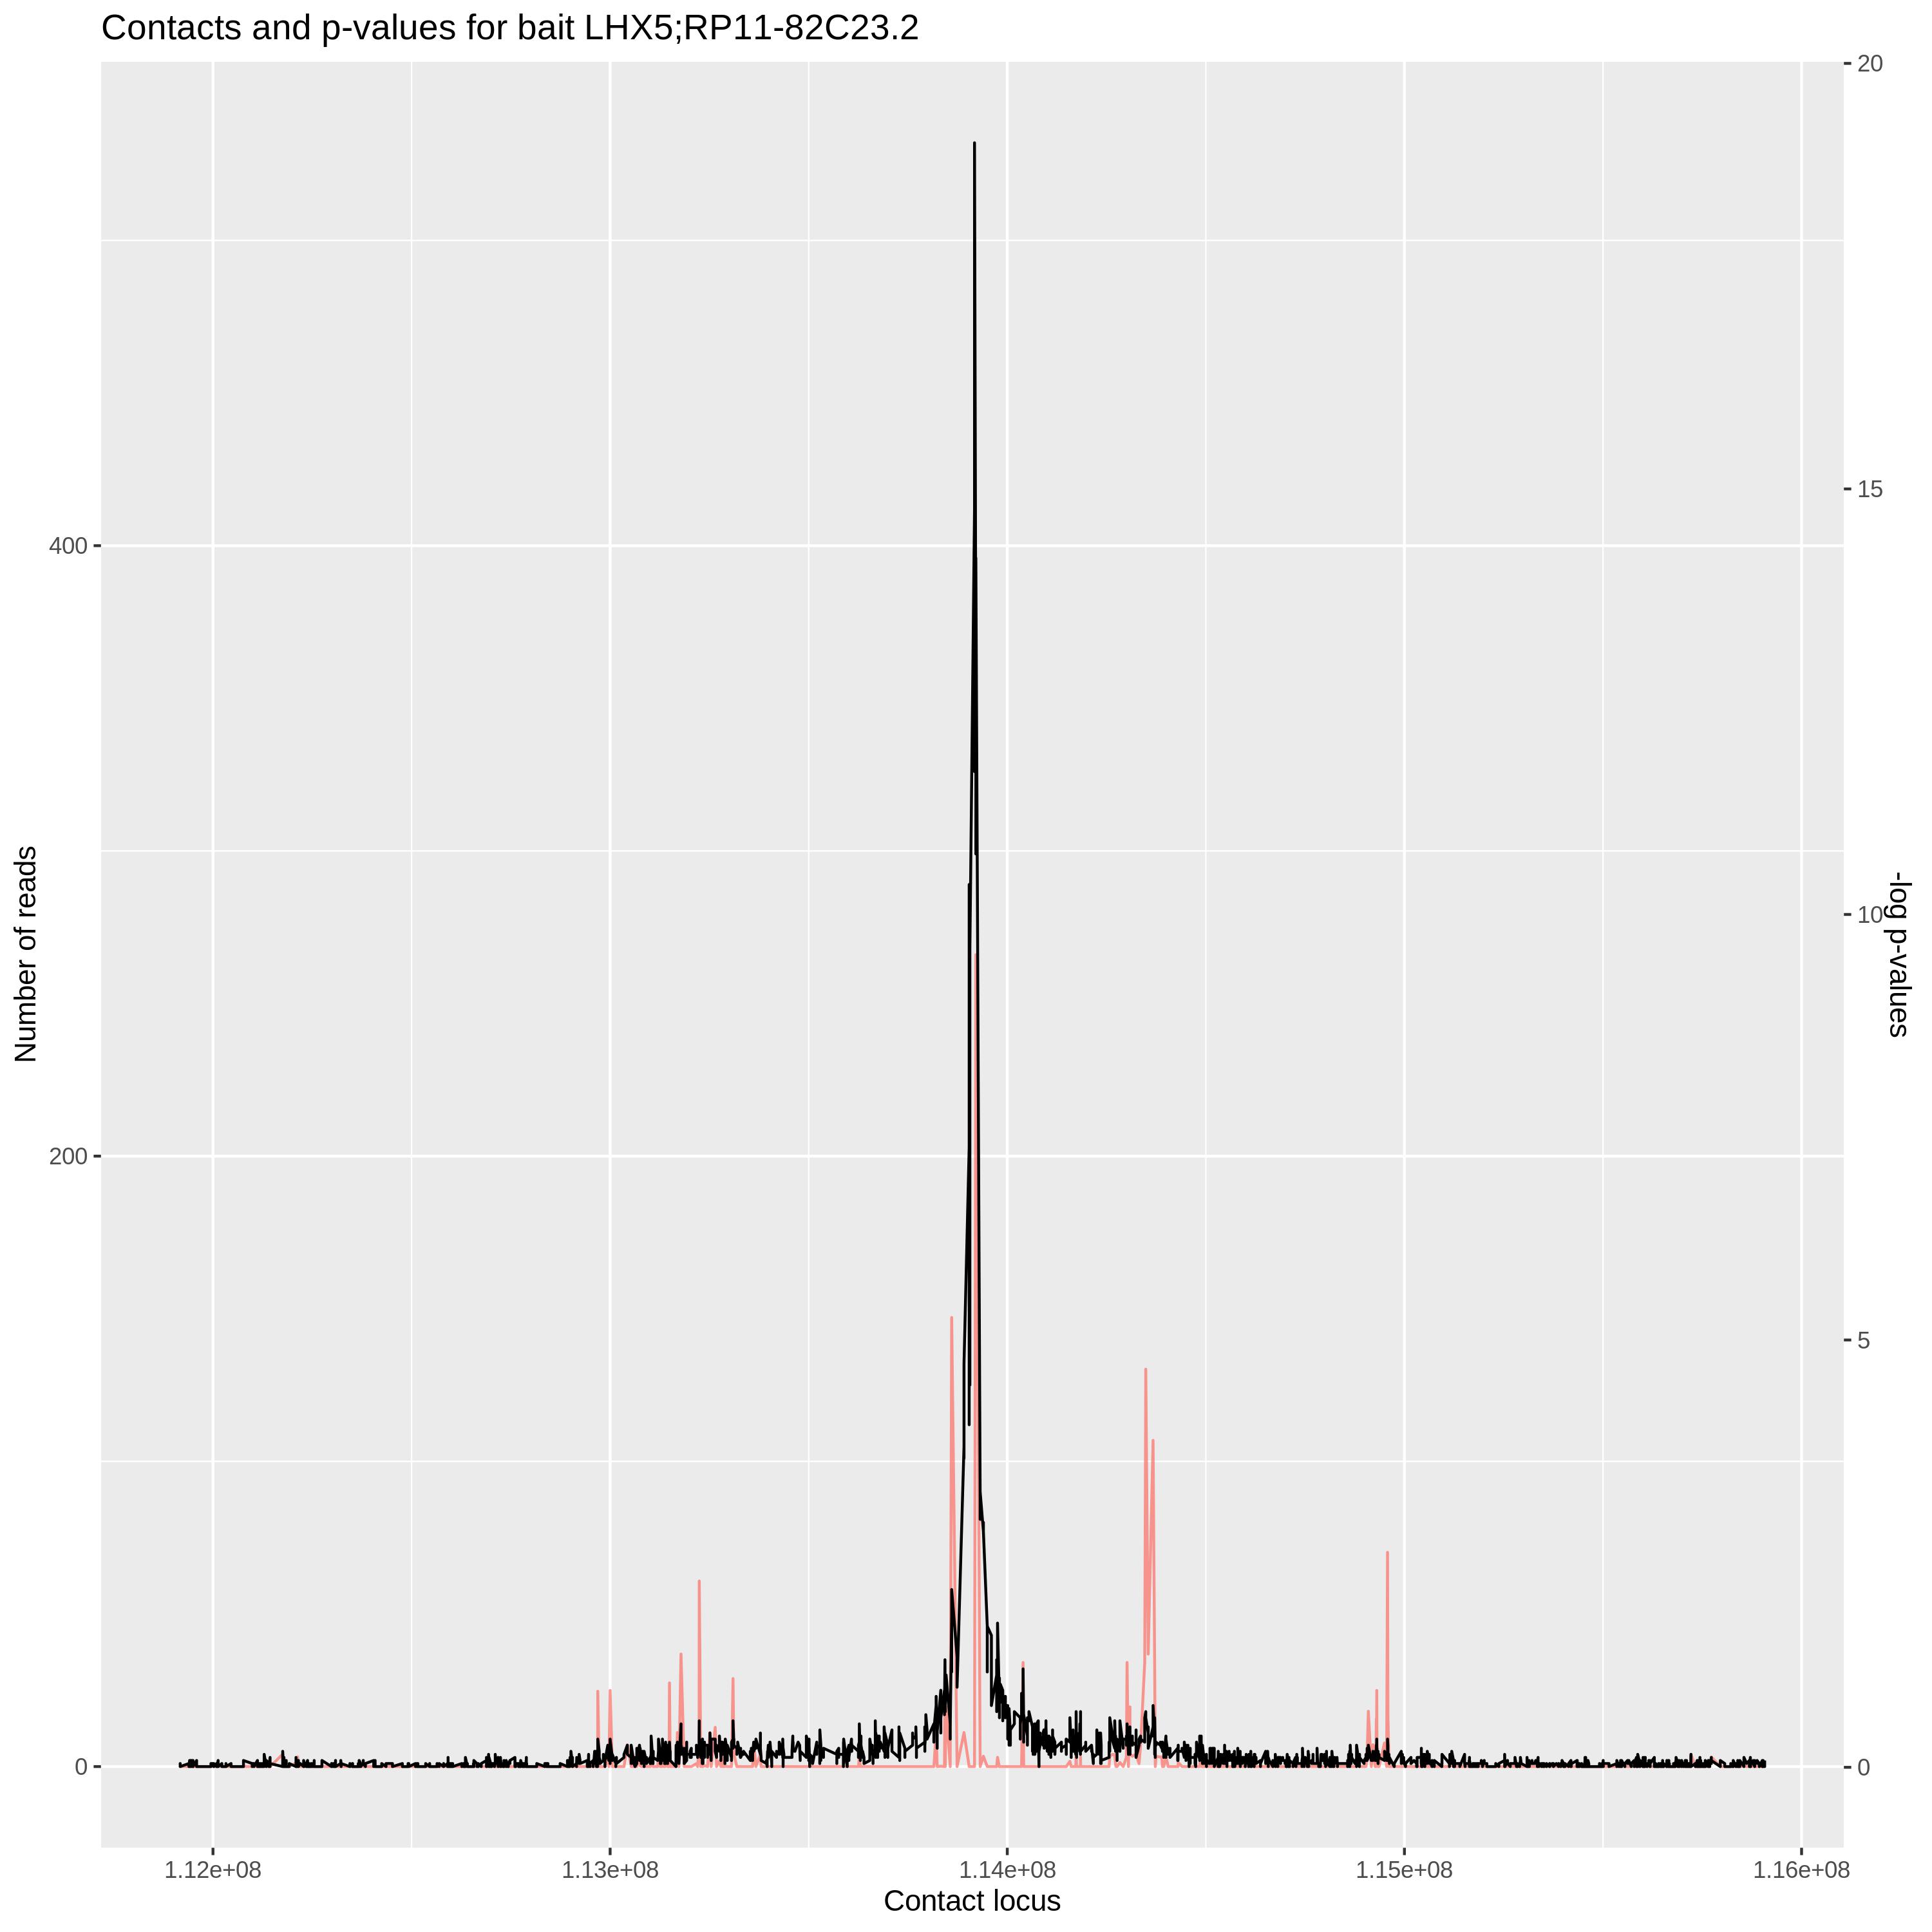 Contacts and p-values for bait LHX5;RP11-82C23.2
20
15
10
5
0
400
200
0
Number of reads
-log p-values
1.12e+08 1.13e+08 1.14e+08 1.15e+08 1.16e+08
Contact locus